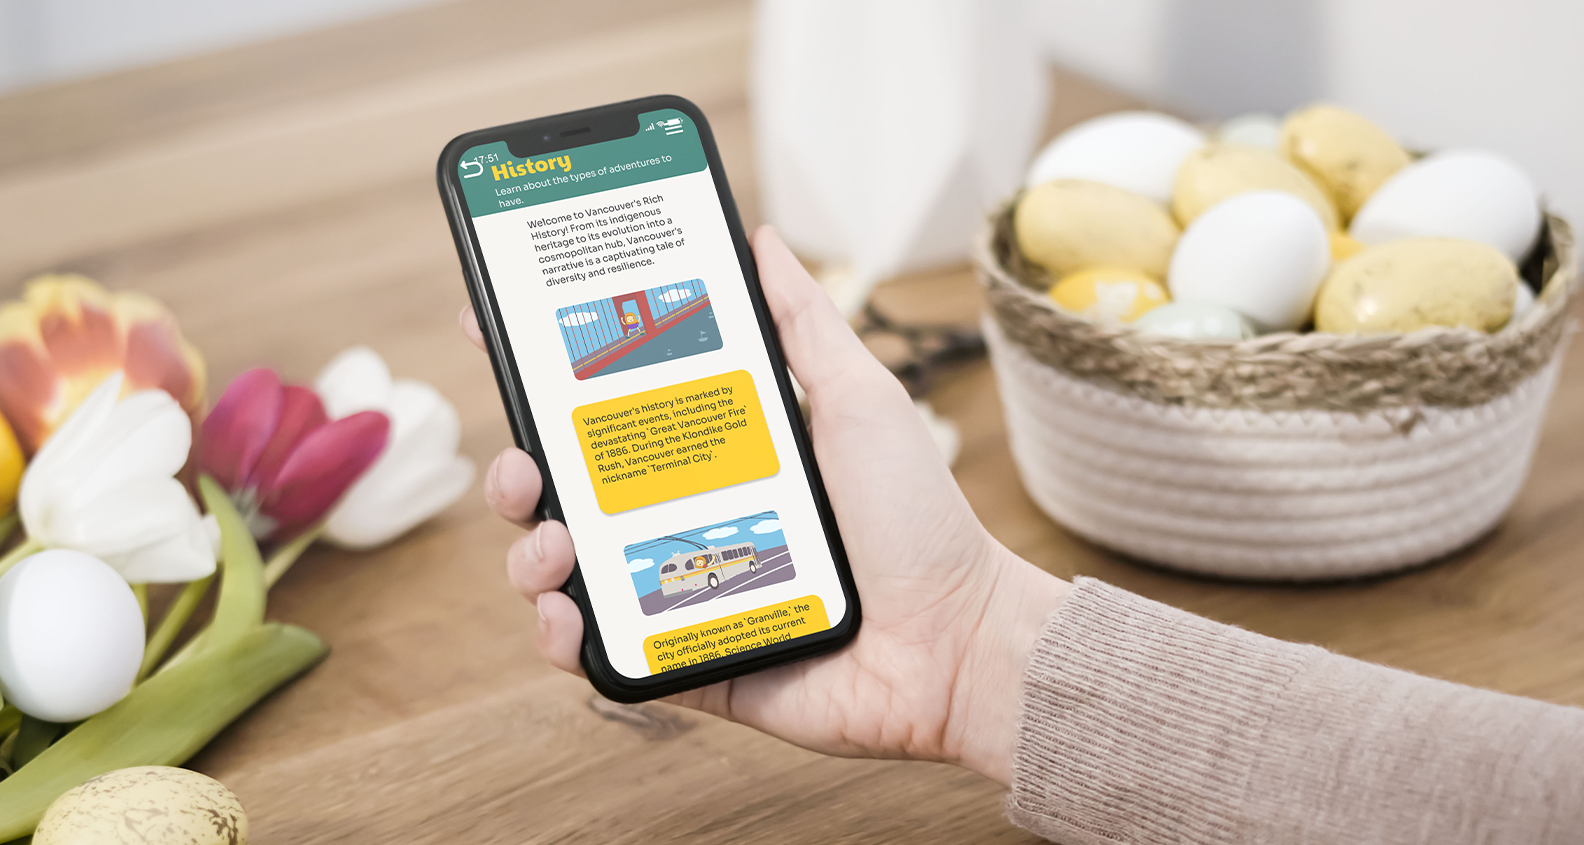 17:51
History
Learn about the types of adventures to
have.
Welcome to Vancouver's Rich
History! From its indigenous
heritage to its evolution into a
cosmopolitan hub, Vancouver's
narrative is a captivating tale of
diversity and resilience.
Vancouver's history is marked by
significant events, including the
devastating `Great Vancouver Fire`
of 1886. During the Klondike Gold
Rush, Vancouver earned the
nickname `Terminal City`.
Originally known as `Granville,` the
city officially adopted its current
name in 1886. Science World